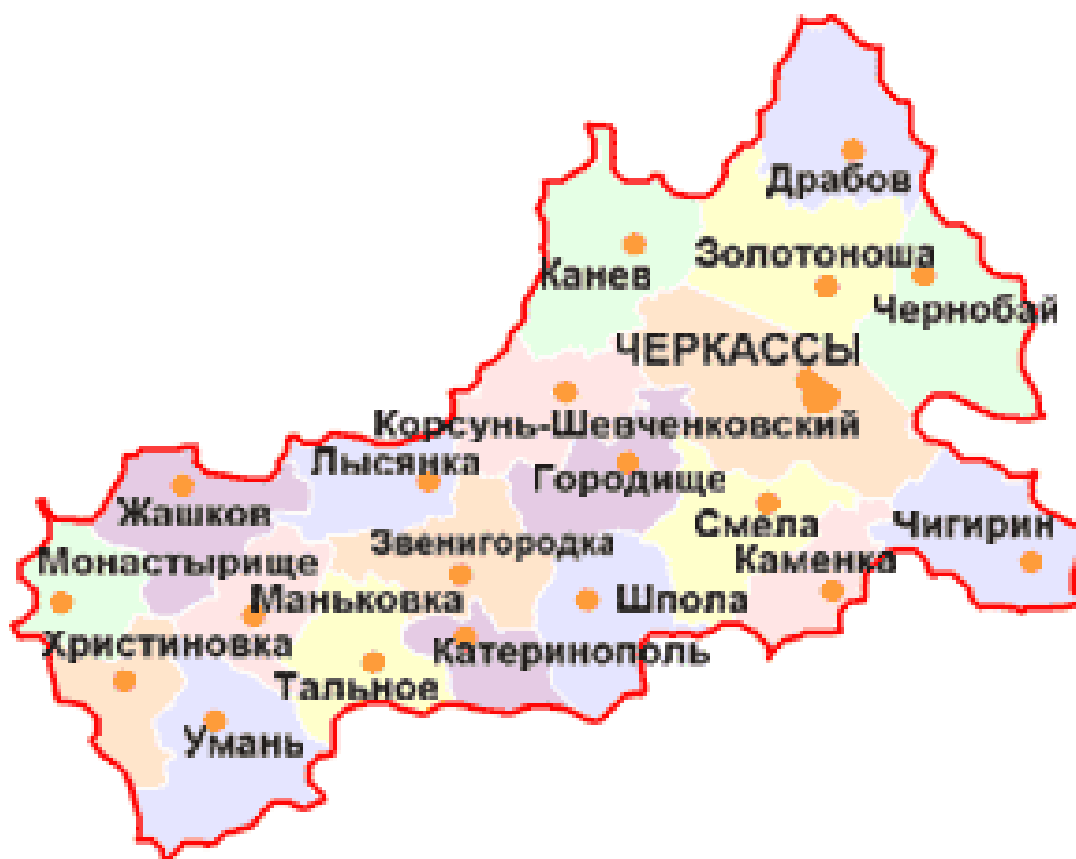 Драбов
Золотоноша
Канев
Чернобай
ЧЕРКАССЫ
Корсунь-Шевченковский
Лысянка
Городище
Жашков
Смела
Чигирин
Звенигородка
Монастырище
Каменка
Маньковка
Шпола
Христиновка
Катеринополь
Тальное
Умань